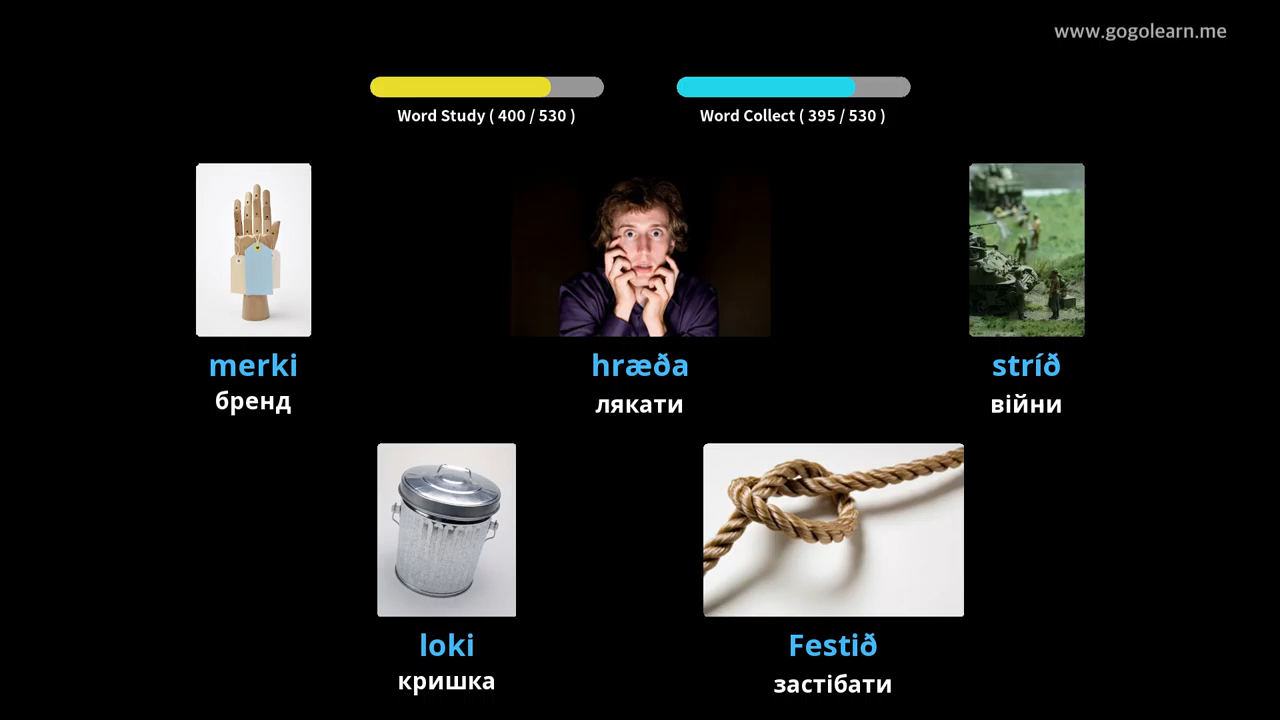 www.gogolearn.me
Word Study ( 400 / 530 )
Word Collect ( 395 / 530 )
merki
бренд
hræða
лякати
stríð
війни
loki
кришка
Festið
застібати